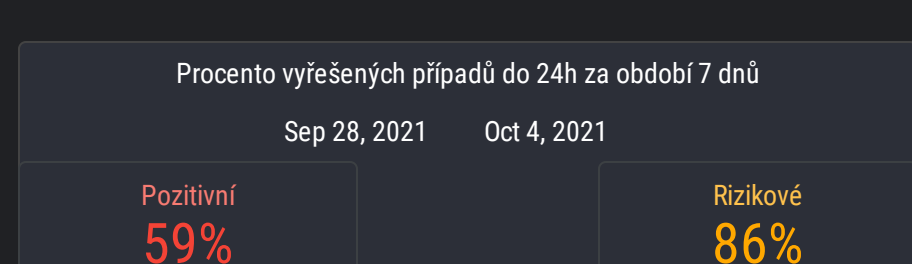 Procento vyřešených případů do 24h za období 7 dnů
Sep 28, 2021 Oct 4, 2021
Pozitivní Rizikové
59% 86%